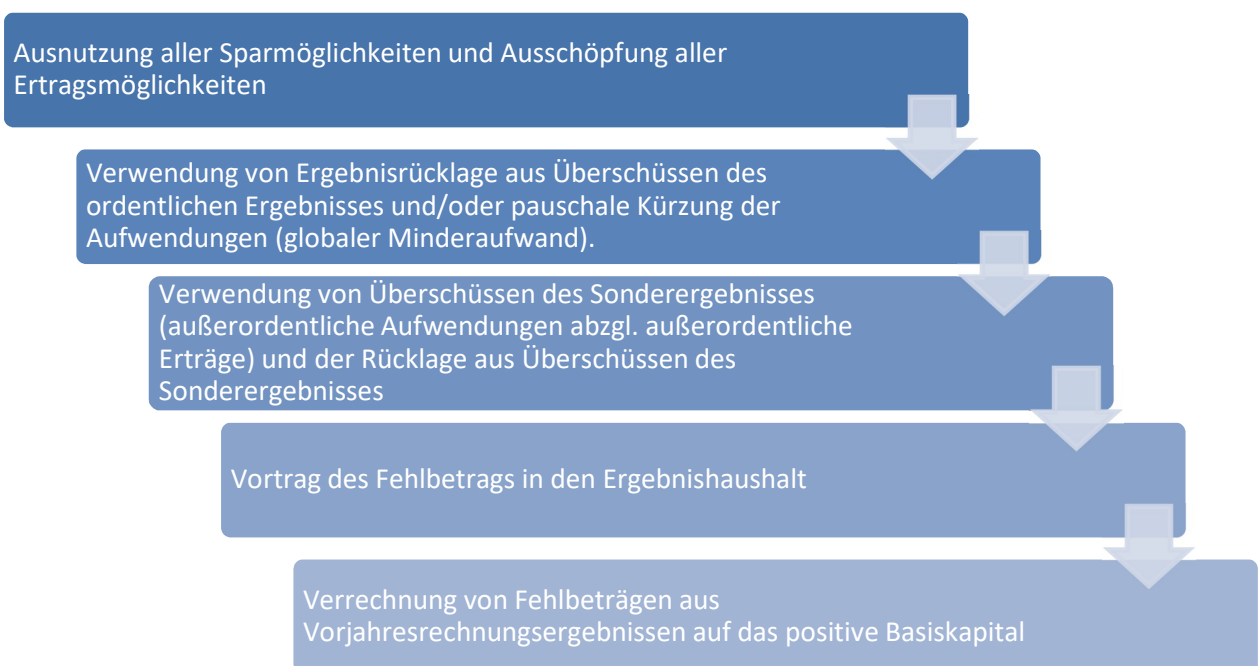 Ausnutzung aller Sparmöglichkeiten und Ausschöpfung aller
Ertragsmöglichkeiten
Verwendung von Ergebnisrücklage aus Überschüssen des
ordentlichen Ergebnisses und/oder pauschale Kürzung der
Aufwendungen (globaler Minderaufwand).
Verwendung von Überschüssen des Sonderergebnisses
(außerordentliche Aufwendungen abzgl. außerordentliche
Erträge) und der Rücklage aus Überschüssen des
Sonderergebnisses
Vortrag des Fehlbetrags in den Ergebnishaushalt
Verrechnung von Fehlbeträgen aus
Vorjahresrechnungsergebnissen auf das positive Basiskapital